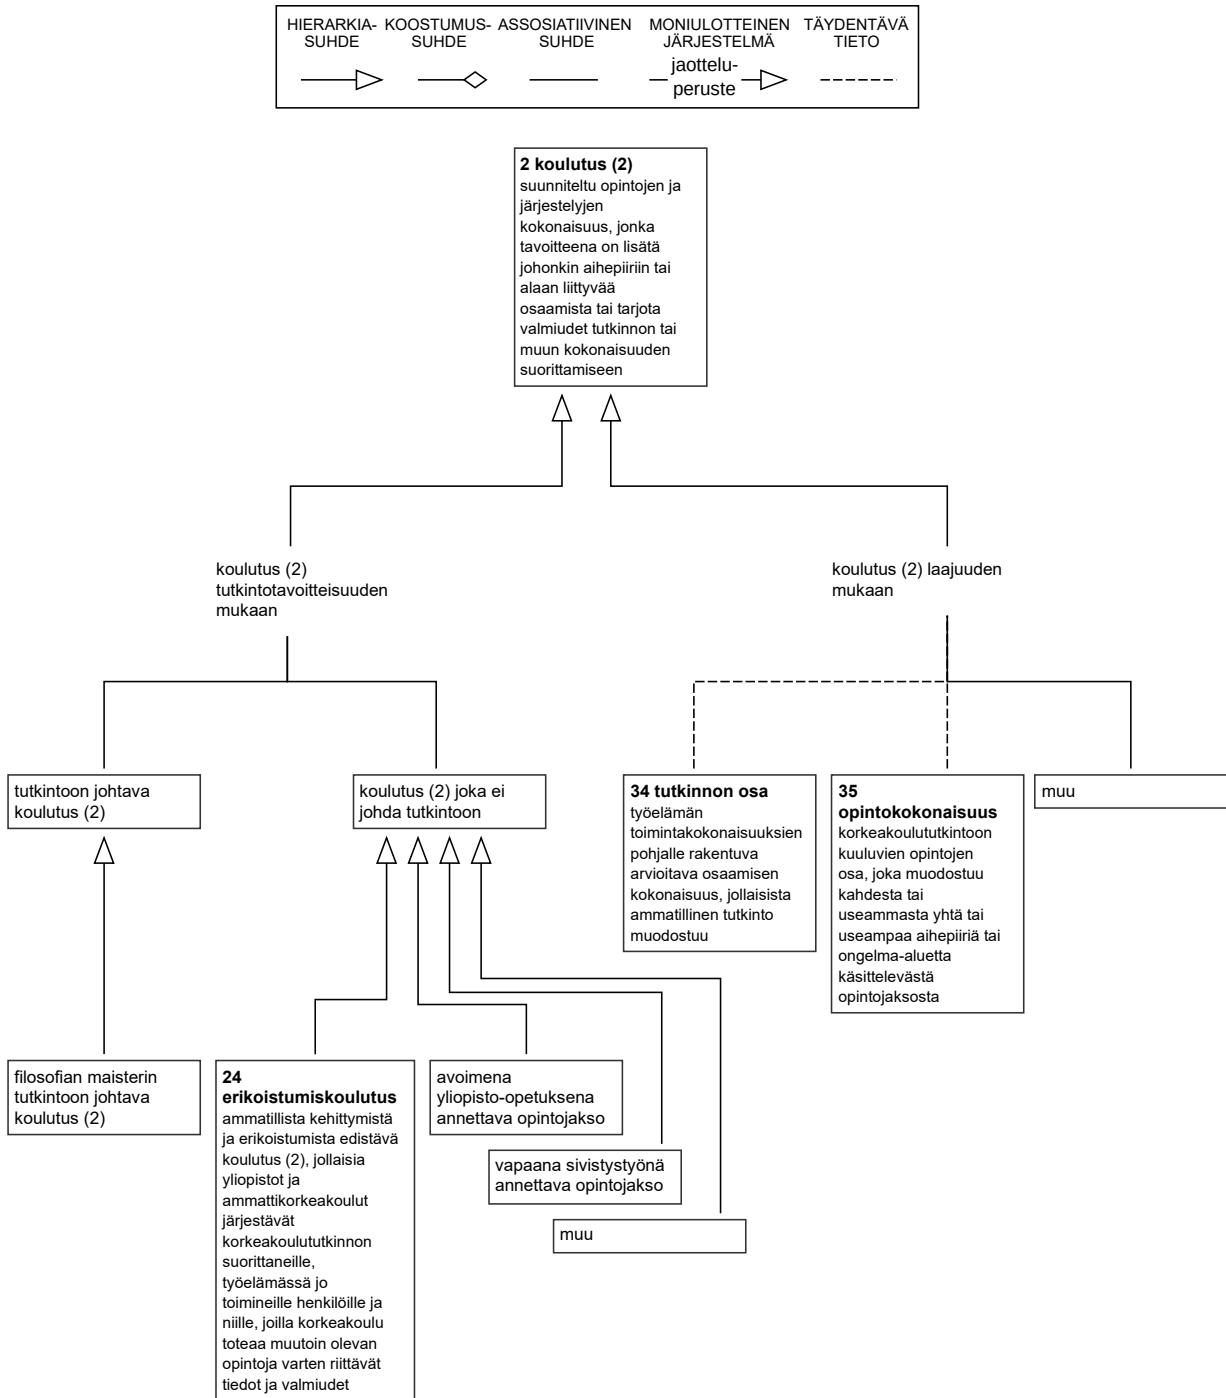 HIERARKIA-
SUHDE
KOOSTUMUS-
SUHDE
ASSOSIATIIVINEN
SUHDE
MONIULOTTEINEN
JÄRJESTELMÄ
jaottelu-
peruste
TÄYDENTÄVÄ
TIETO
2 koulutus (2)
suunniteltu opintojen ja
järjestelyjen
kokonaisuus, jonka
tavoitteena on lisätä
johonkin aihepiiriin tai
alaan liittyvää
osaamista tai tarjota
valmiudet tutkinnon tai
muun kokonaisuuden
suorittamiseen
koulutus (2)
tutkintotavoitteisuuden
mukaan
koulutus (2) laajuuden
mukaan
tutkintoon johtava
koulutus (2)
koulutus (2) joka ei
johda tutkintoon
34 tutkinnon osa
työelämän
toimintakokonaisuuksien
pohjalle rakentuva
arvioitava osaamisen
kokonaisuus, jollaisista
ammatillinen tutkinto
muodostuu
35
opintokokonaisuus
korkeakoulututkintoon
kuuluvien opintojen
osa, joka muodostuu
kahdesta tai
useammasta yhtä tai
useampaa aihepiiriä tai
ongelma-aluetta
käsittelevästä
opintojaksosta
muu
filosofian maisterin
tutkintoon johtava
koulutus (2)
24
erikoistumiskoulutus
ammatillista kehittymistä
ja erikoistumista edistävä
koulutus (2), jollaisia
yliopistot ja
ammattikorkeakoulut
järjestävät
korkeakoulututkinnon
suorittaneille,
työelämässä jo
toimineille henkilöille ja
niille, joilla korkeakoulu
toteaa muutoin olevan
opintoja varten riittävät
tiedot ja valmiudet
avoimena
yliopisto-opetuksena
annettava opintojakso
vapaana sivistystyönä
annettava opintojakso
muu